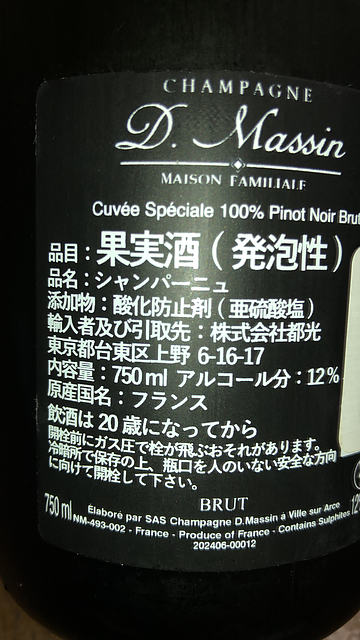 CHAMPAGNE
D. Massin
MAISON FAMILIALE
Cuvée Spéciale 100% Pinot Noir Brut
品目：果実酒（発泡性）
品名：シャンパーニュ
添加物：酸化防止剤（亜硫酸塩）
輸入者及び引取先：株式会社都光
東京都台東区上野 6-16-17
内容量：750ml アルコール分：12%
原産国名：フランス
飲酒は20歳になってから
開栓前にガス圧で栓が飛ぶおそれがあります。
冷暗所で保存の上、瓶口を人のいない安全な方向
に向けて開栓して下さい。
BRUT
750ml Élaboré par SAS Champagne D.Massin à Ville sur Arce
NM-493-002 - France - Produce of France - Contains Sulphites
202406-00012